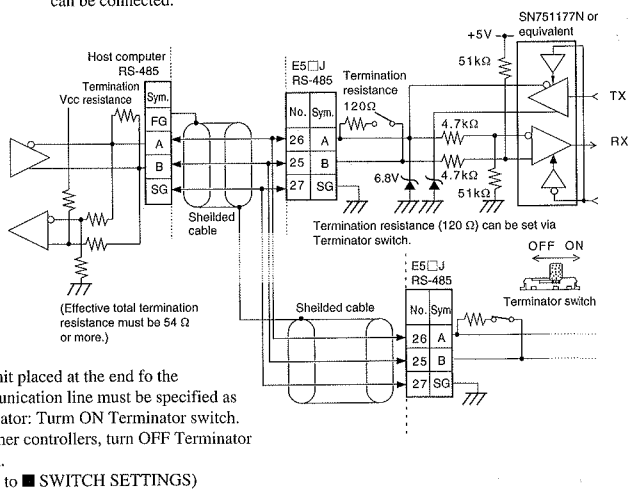 can be connected.
SN751177N or
equivalent
+5V
51kΩ
Host computer
RS-485
E5□J
RS-485
Termination
resistance
120Ω
Termination
Vcc resistance
Sym.
FG
A
B
SG
No. Sym.
26 A
25 B
27 SG
4.7kΩ
4.7kΩ
6.8V
51kΩ
TX
RX
Sheilded
cable
Termination resistance (120 Ω) can be set via
Terminator switch.
OFF ON
Terminator switch
E5□J
RS-485
No. Sym
26 A
25 B
27 SG
Sheilded cable
(Effective total termination
resistance must be 54 Ω
or more.)
nit placed at the end fo the
unication line must be specified as
ator: Turm ON Terminator switch.
ner controllers, turn OFF Terminator
to ■ SWITCH SETTINGS)